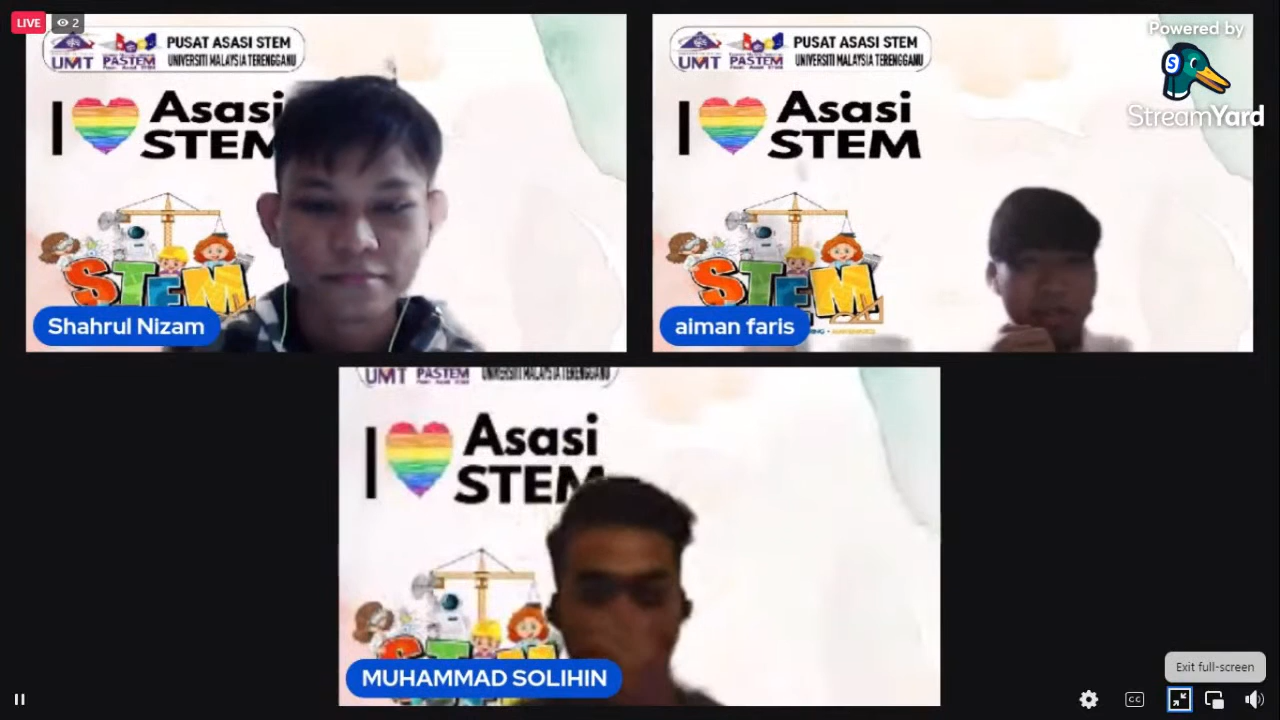 LIVE
2
UMT
PASTEM
PUSAT ASASI STEM
UNIVERSITI MALAYSIA TERENGGANU
I Asasi
STEM
STEM
Shahrul Nizam
UMT
PASTEM
PUSAT ASASI STEM
UNIVERSITI MALAYSIA TERENGGANU
I Asasi
STEM
STEM
aiman faris
Powered by
S
StreamYard
UMT
PASTEM
UNIVERSITI MALAYSIA TERENGGANU
I Asasi
STEM
STEM
MUHAMMAD SOLIHIN
Exit full-screen
CC